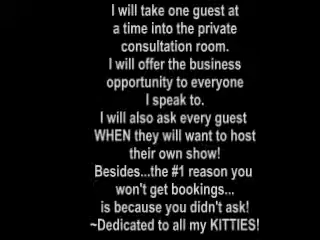 I will take one guest at
a time into the private
consultation room.
I will offer the business
opportunity to everyone
I speak to.
I will also ask every guest
WHEN they will want to host
their own show!
Besides...the #1 reason you
won't get bookings...
is because you didn't ask!
~Dedicated to all my KITTIES!